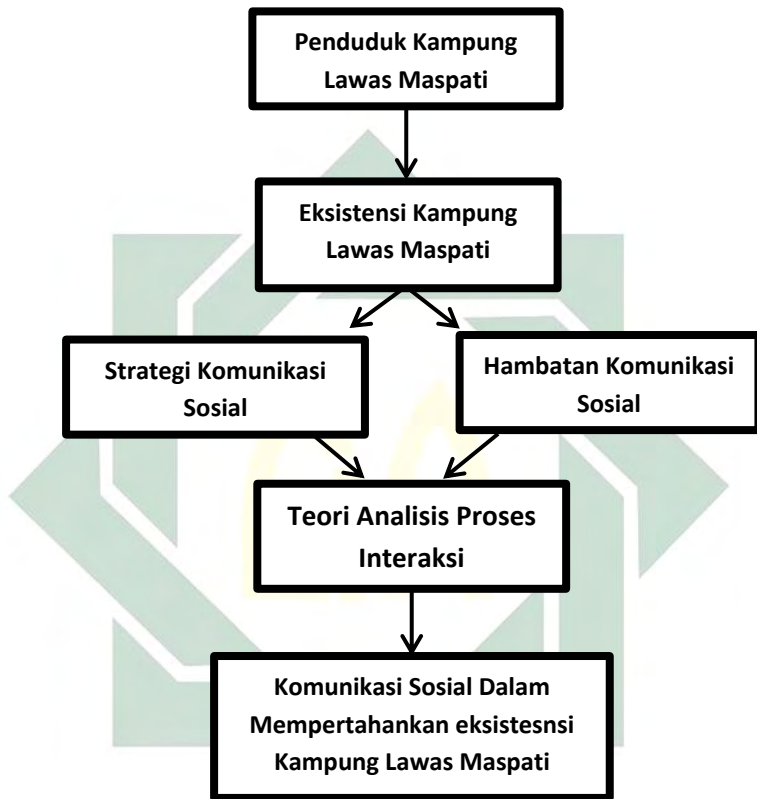 Penduduk Kampung
Lawas Maspati
Eksistensi Kampung
Lawas Maspati
Strategi Komunikasi
Sosial
Hambatan Komunikasi
Sosial
Teori Analisis Proses
Interaksi
Komunikasi Sosial Dalam
Mempertahankan eksistesnsi
Kampung Lawas Maspati